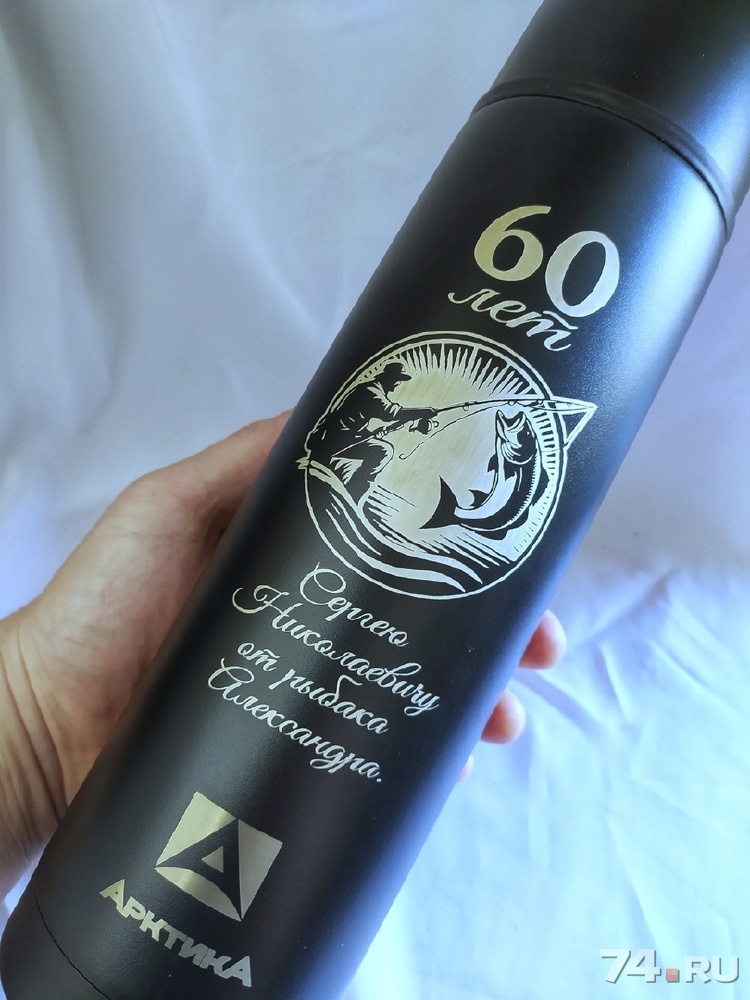 60
лет
Сергею
Николаевичу
от рыбака
Александра.
АРКТИКА
74.RU